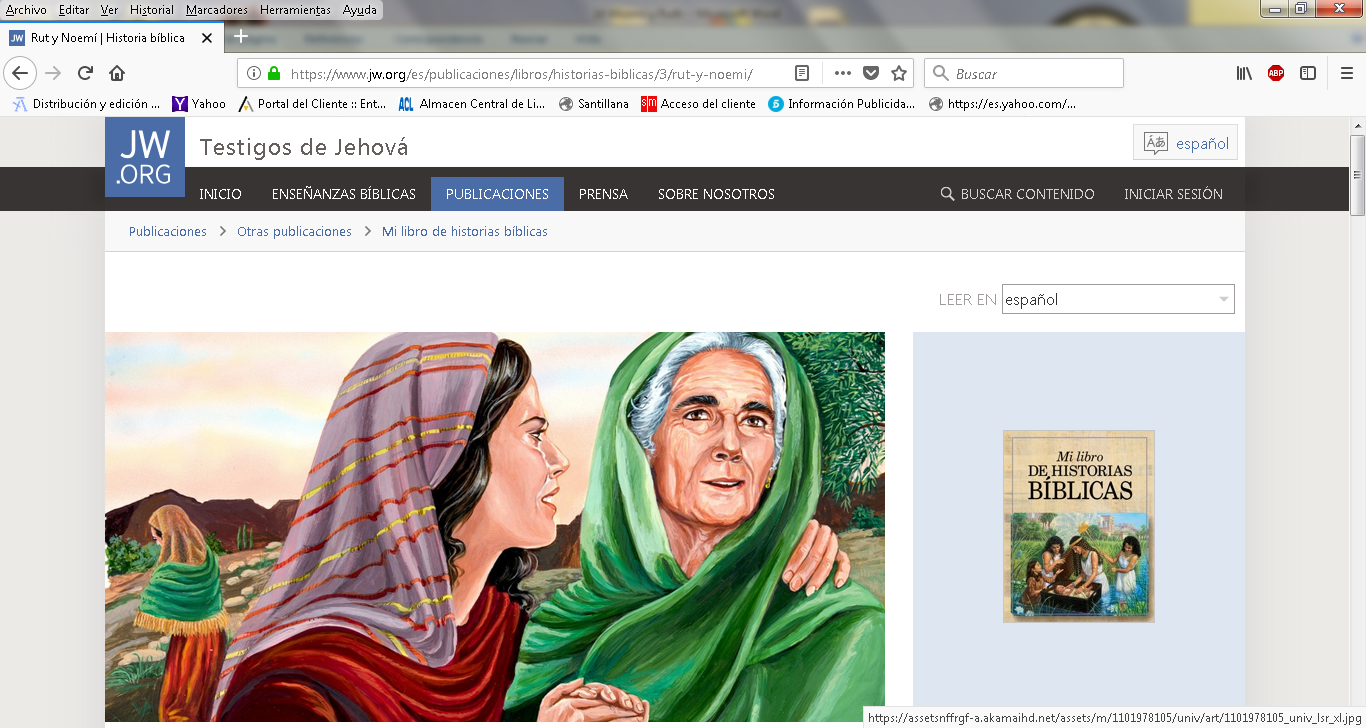 Archivo Editar Ver Historial Marcadores Herramientas Ayuda
JW Rut y Noemí | Historia bíblica
https://www.jw.org/es/publicaciones/libros/historias-biblicas/3/rut-y-noemi/
ABP
Buscar
Distribución y edición ... Yahoo Portal del Cliente :: Ent... ACL Almacen Central de Li... Santillana sm Acceso del cliente Información Publicida... https://es.yahoo.com/...
JW
.ORG
Testigos de Jehová
español
INICIO ENSEÑANZAS BÍBLICAS PUBLICACIONES PRENSA SOBRE NOSOTROS BUSCAR CONTENIDO INICIAR SESIÓN
Publicaciones > Otras publicaciones > Mi libro de historias bíblicas
LEER EN español
Mi libro
DE HISTORIAS
BÍBLICAS
https://assetsnffrgf-a.akamaihd.net/assets/m/1101978105/univ/art/1101978105_univ_lsr_xl.jpg